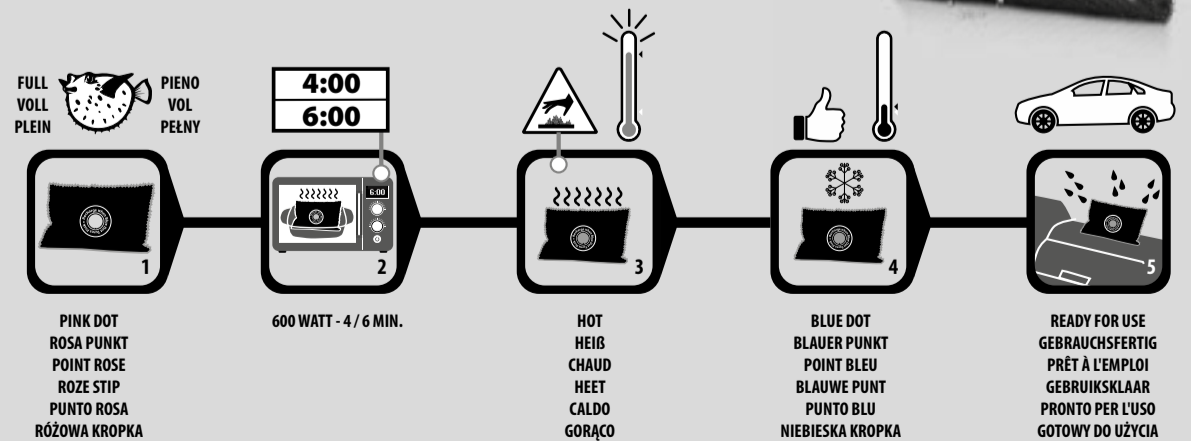 FULL
VOLL
PLEIN
PIENO
VOL
PEŁNY
4:00
6:00
6:00
1
2
3
4
5
PINK DOT
ROSA PUNKT
POINT ROSE
ROZE STIP
PUNTO ROSA
RÓŻOWA KROPKA
600 WATT - 4 / 6 MIN.
HOT
HEIß
CHAUD
HEET
CALDO
GORĄCO
BLUE DOT
BLAUER PUNKT
POINT BLEU
BLAUWE PUNT
PUNTO BLU
NIEBIESKA KROPKA
READY FOR USE
GEBRAUCHSFERTIG
PRÊT À L'EMPLOI
GEBRUIKSKLAAR
PRONTO PER L'USO
GOTOWY DO UŻYCIA